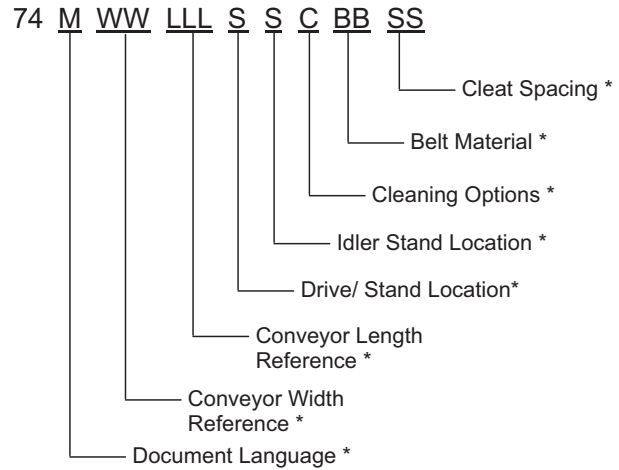 74 M WW LLL S S C BB SS
Cleat Spacing *
Belt Material *
Cleaning Options *
Idler Stand Location *
Drive/ Stand Location*
Conveyor Length
Reference *
Conveyor Width
Reference *
Document Language *